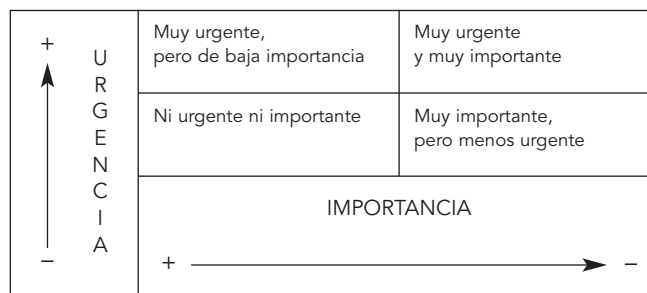 +
URGENCIA
–
Muy urgente,
pero de baja importancia
Muy urgente
y muy importante
Ni urgente ni importante
Muy importante,
pero menos urgente
IMPORTANCIA
+ –